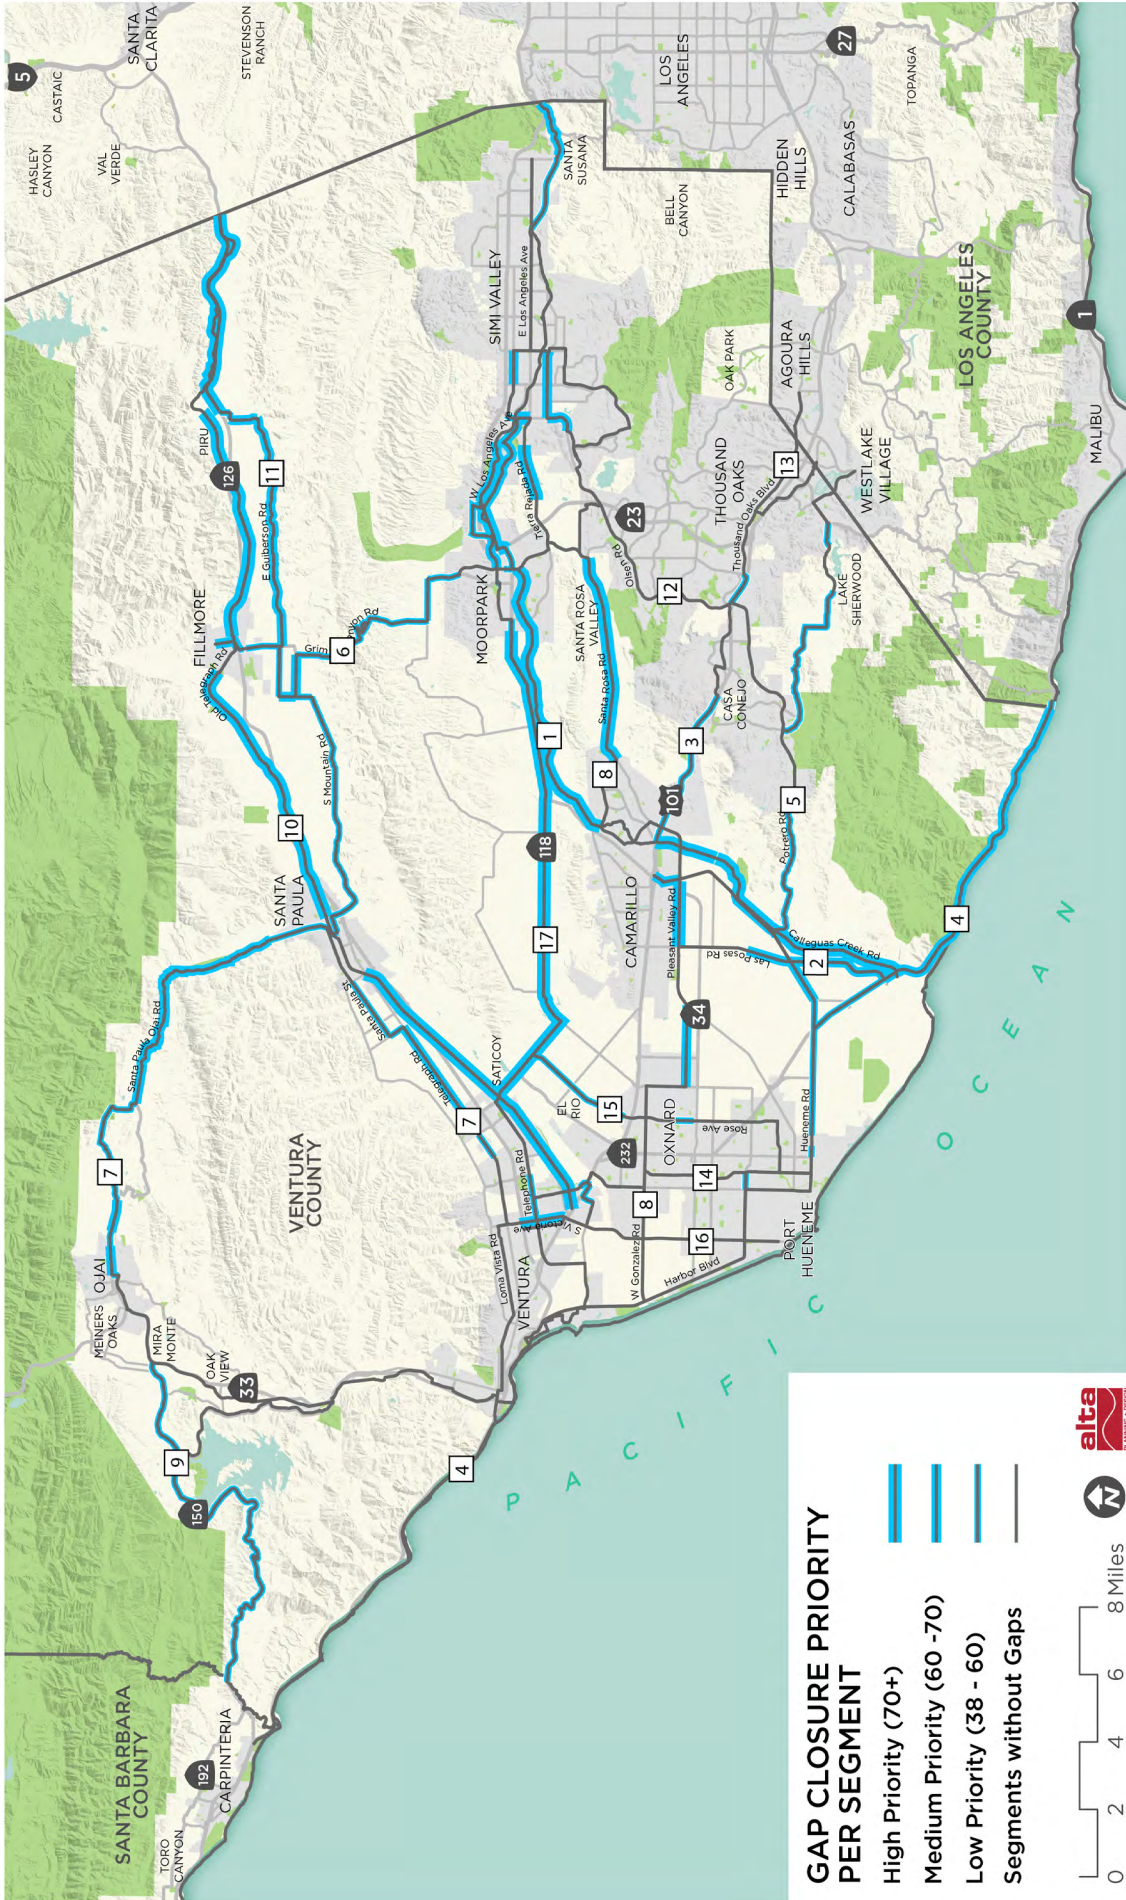 SANTA BARBARA
COUNTY
TORO
CANYON
192
CARPINTERIA
150
9
MEINERS
OAKS
OJAI
MIRA
MONTE
OAK
VIEW
33
4
7
Santa Paula Ojai Rd
VENTURA
COUNTY
SANTA
PAULA
10
Old Telegraph Rd
FILLMORE
126
PIRU
11
E Guiberson Rd
S Mountain Rd
6
Grim
nyon Rd
5
CASTAIC
HASLEY
CANYON
VAL
VERDE
SANTA
CLARITA
STEVENSON
RANCH
Santa Paula St
Telegraph Rd
7
SATICOY
Telephone Rd
Loma Vista Rd
VENTURA
S Victoria Ave
EL
RIO
15
232
OXNARD
Rose Ave
14
8
W Gonzalez Rd
16
Harbor Blvd
PORT
HUENEME
Hueneme Rd
118
17
1
MOORPARK
W Los Angeles Ave
Tierra Rejada Rd
SIMI VALLEY
E Los Angeles Ave
SANTA
SUSANA
SANTA ROSA
VALLEY
Santa Rosa Rd
8
Olsen Rd
23
12
CAMARILLO
Pleasant Valley Rd
34
Las Posas Rd
2
Calleguas Creek Rd
101
3
CASA
CONEJO
5
Potrero Rd
THOUSAND
OAKS
Thousand Oaks Blvd
13
LAKE
SHERWOOD
WESTLAKE
VILLAGE
OAK PARK
AGOURA
HILLS
BELL
CANYON
HIDDEN
HILLS
CALABASAS
LOS
ANGELES
27
TOPANGA
LOS ANGELES
COUNTY
1
MALIBU
4
PACIFIC OCEAN
GAP CLOSURE PRIORITY
PER SEGMENT
High Priority (70+)
Medium Priority (60 -70)
Low Priority (38 - 60)
Segments without Gaps
0 2 4 6 8 Miles
N
alta